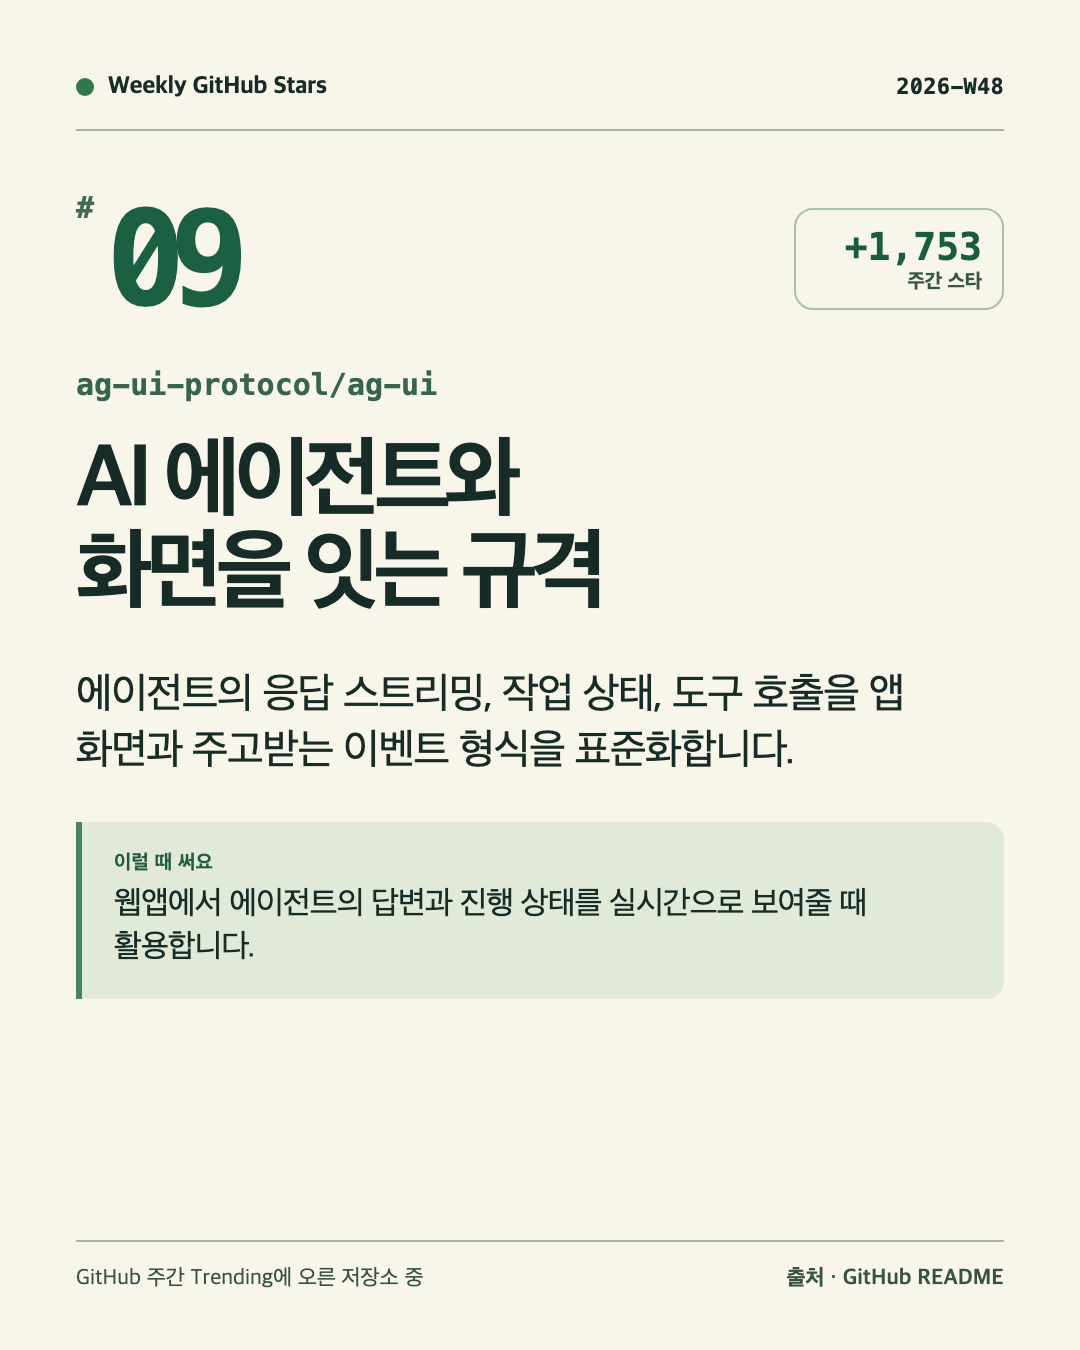 Weekly GitHub Stars
2026-W48
#09
+1,753
주간 스타
ag-ui-protocol/ag-ui
AI 에이전트와
화면을 잇는 규격
에이전트의 응답 스트리밍, 작업 상태, 도구 호출을 앱
화면과 주고받는 이벤트 형식을 표준화합니다.
이럴 때 써요
웹앱에서 에이전트의 답변과 진행 상태를 실시간으로 보여줄 때
활용합니다.
GitHub 주간 Trending에 오른 저장소 중
출처 · GitHub README